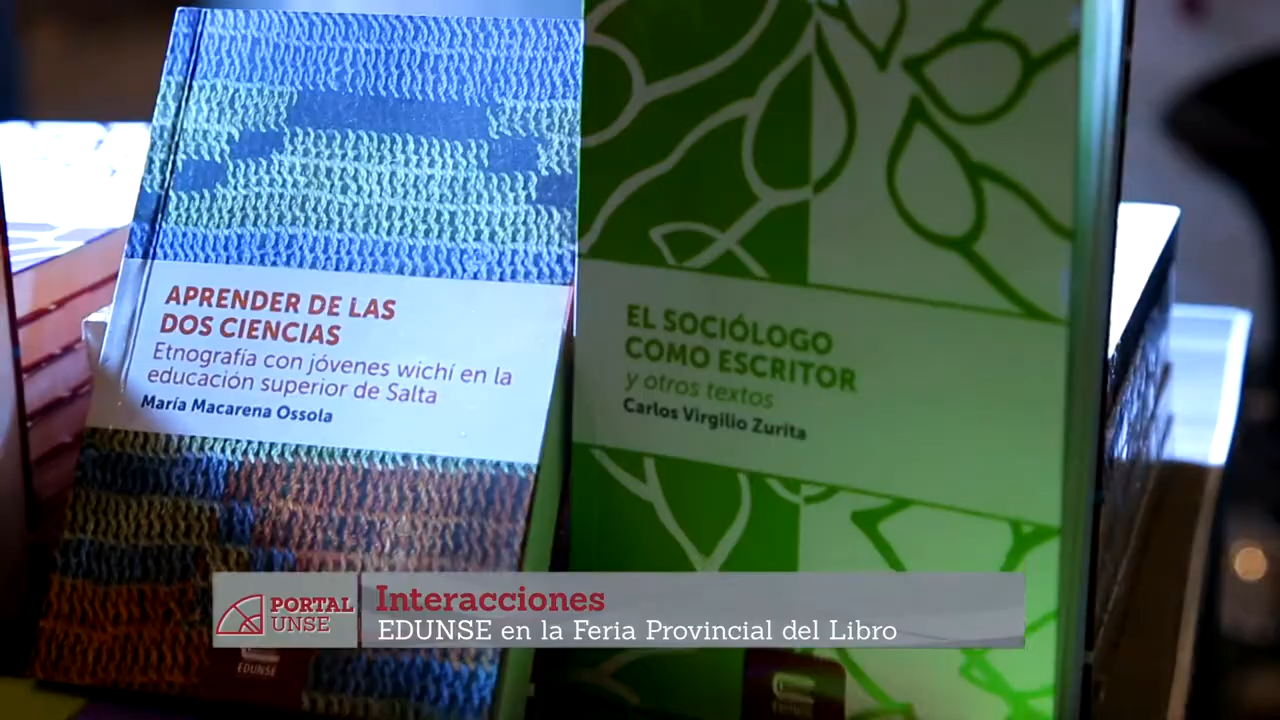 APRENDER DE LAS
DOS CIENCIAS
Etnografía con jóvenes wichí en la
educación superior de Salta
María Macarena Ossola
EL SOCIÓLOGO
COMO ESCRITOR
y otros textos
Carlos Virgilio Zurita
PORTAL
UNSE
Interacciones
EDUNSE en la Feria Provincial del Libro
EDUNSE
EDUNSE